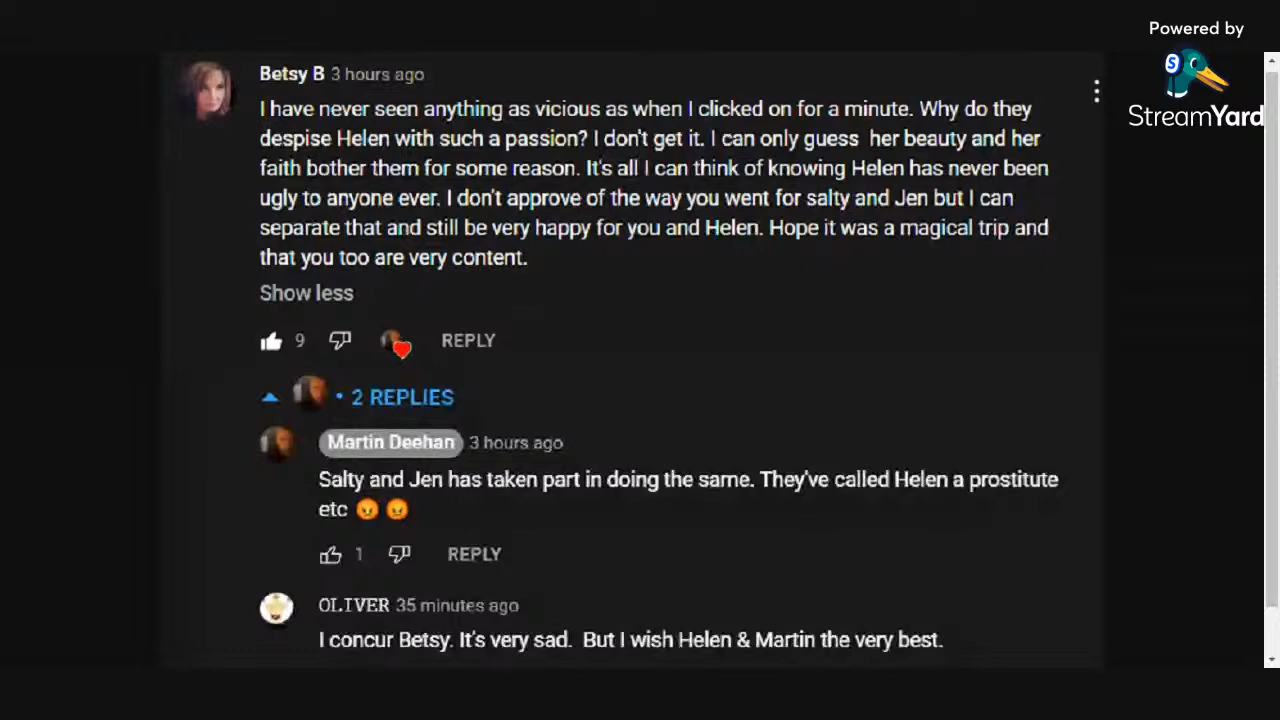 Powered by
StreamYard
Betsy B 3 hours ago
I have never seen anything as vicious as when I clicked on for a minute. Why do they
despise Helen with such a passion? I don't get it. I can only guess  her beauty and her
faith bother them for some reason. It's all I can think of knowing Helen has never been
ugly to anyone ever. I don't approve of the way you went for salty and Jen but I can
separate that and still be very happy for you and Helen. Hope it was a magical trip and
that you too are very content.
Show less
9 REPLY
• 2 REPLIES
Martin Deehan 3 hours ago
Salty and Jen has taken part in doing the same. They've called Helen a prostitute
etc 😡 😡
1 REPLY
OLIVER 35 minutes ago
I concur Betsy. It's very sad.  But I wish Helen & Martin the very best.